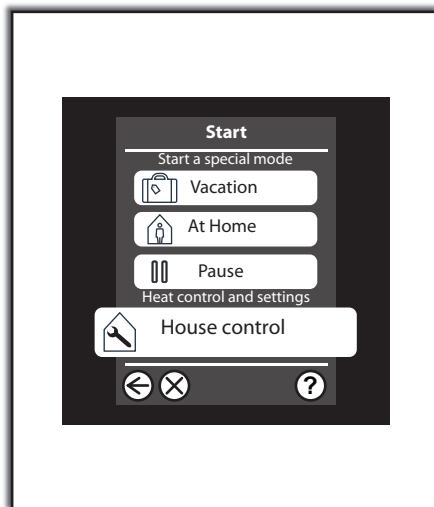 Start
Start a special mode
Vacation
At Home
Pause
Heat control and settings
House control
?